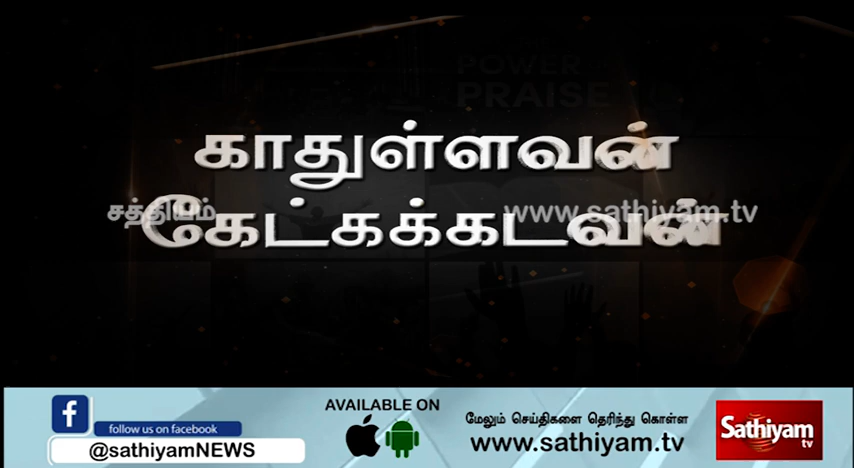 POWER
PRAISE
காதுள்ளவன்
சத்தியம்
www.sathiyam.tv
கேட்கக்கடவன்
follow us on facebook
@sathiyamNEWS
AVAILABLE ON
மேலும் செய்திகளை தெரிந்து கொள்ள
www.sathiyam.tv
Sathiyam
tv